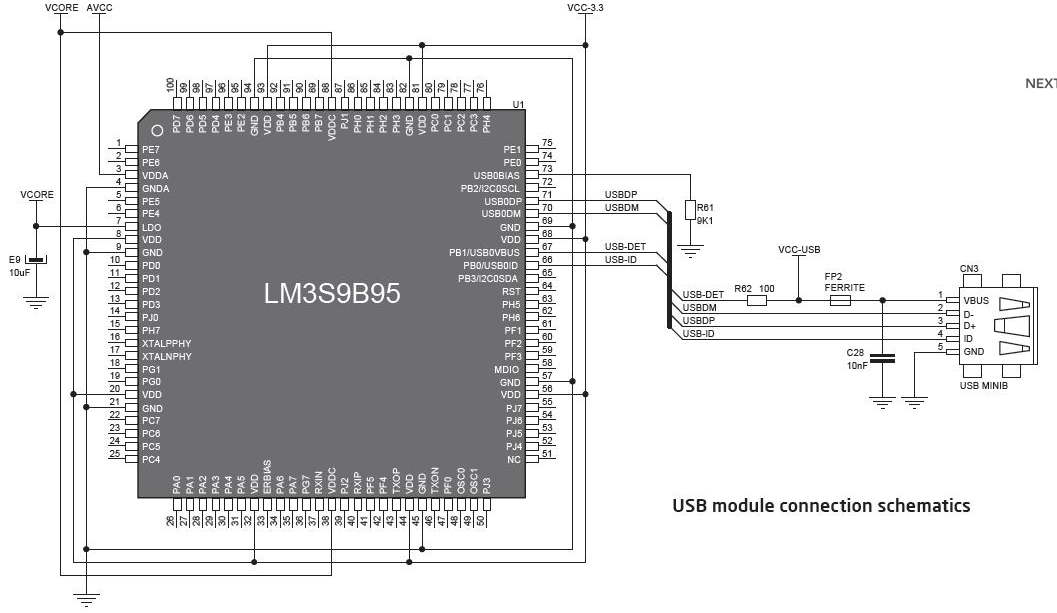 VCORE AVCC VCC-3.3
NEXT
100 99 98 97 96 95 94 93 92 91 90 89 88 87 86 85 84 83 82 81 80 79 78 77 76
U1
PD7 PD6 PD5 PD4 PE3 PE2 GND VDD PB4 PB5 PB6 PB7 VDDC PJ1 PH0 PH1 PH2 PH3 GND VDD PC0 PC1 PC2 PC3 PH4
1 PE7
2 PE6
3 VDDA
4 GNDA
5 PE5
6 PE4
7 LDO
8 VDD
9 GND
10 PD0
11 PD1
12 PD2
13 PD3
14 PJ0
15 PH7
16 XTALPPHY
17 XTALNPHY
18 PG1
19 PG0
20 VDD
21 GND
22 PC7
23 PC6
24 PC5
25 PC4
VCORE
E9
10uF
LM3S9B95
PE1 75
PE0 74
USB0BIAS 73
PB2/I2C0SCL 72
USB0DP 71
USB0DM 70
GND 69
VDD 68
PB1/USB0VBUS 67
PB0/USB0ID 66
PB3/I2C0SDA 65
RST 64
PH5 63
PH6 62
PF1 61
PF2 60
PF3 59
MDIO 58
GND 57
VDD 56
PJ7 55
PJ6 54
PJ5 53
PJ4 52
NC 51
PA0 PA1 PA2 PA3 PA4 PA5 VDD ERBIAS PA6 PA7 PG7 RXIN VDDC PJ2 RXIP PF5 PF4 TXOP VDD GND TXON PF0 OSC0 OSC1 PJ3
26 27 28 29 30 31 32 33 34 35 36 37 38 39 40 41 42 43 44 45 46 47 48 49 50
USBDP
USBDM
USB-DET
USB-ID
R61
9K1
VCC-USB
USB-DET
USBDM
USBDP
USB-ID
R62 100
FP2
FERRITE
C28
10nF
CN3
1 VBUS
2 D-
3 D+
4 ID
5 GND
USB MINIB
USB module connection schematics